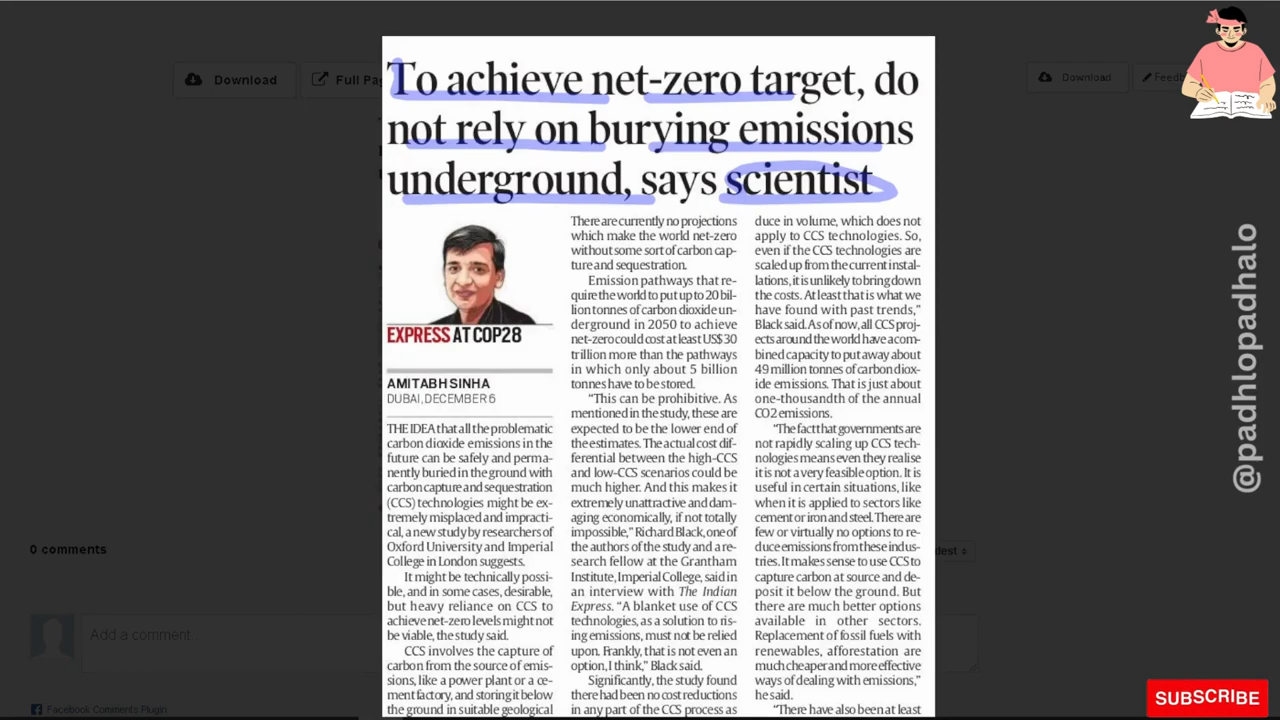 Download
Full Pa
Download
Feedb
To achieve net-zero target, do
not rely on burying emissions
underground, says scientist
EXPRESS AT COP28
AMITABH SINHA
DUBAI, DECEMBER 6
THE IDEA that all the problematic
carbon dioxide emissions in the
future can be safely and perma-
nently buried in the ground with
carbon capture and sequestration
(CCS) technologies might be ex-
tremely misplaced and impracti-
cal, a new study by researchers of
Oxford University and Imperial
College in London suggests.
It might be technically possi-
ble, and in some cases, desirable,
but heavy reliance on CCS to
achieve net-zero levels might not
be viable, the study said.
CCS involves the capture of
carbon from the source of emis-
sions, like a power plant or a ce-
ment factory, and storing it below
the ground in suitable geological
There are currently no projections
which make the world net-zero
without some sort of carbon cap-
ture and sequestration.
Emission pathways that re-
quire the world to put up to 20 bil-
lion tonnes of carbon dioxide un-
derground in 2050 to achieve
net-zero could cost at least US$ 30
trillion more than the pathways
in which only about 5 billion
tonnes have to be stored.
“This can be prohibitive. As
mentioned in the study, these are
expected to be the lower end of
the estimates. The actual cost dif-
ferential between the high-CCS
and low-CCS scenarios could be
much higher. And this makes it
extremely unattractive and dam-
aging economically, if not totally
impossible,” Richard Black, one of
the authors of the study and a re-
search fellow at the Grantham
Institute, Imperial College, said in
an interview with The Indian
Express. “A blanket use of CCS
technologies, as a solution to ris-
ing emissions, must not be relied
upon. Frankly, that is not even an
option, I think,” Black said.
Significantly, the study found
there had been no cost reductions
in any part of the CCS process as
duce in volume, which does not
apply to CCS technologies. So,
even if the CCS technologies are
scaled up from the current instal-
lations, it is unlikely to bring down
the costs. At least that is what we
have found with past trends,”
Black said. As of now, all CCS proj-
ects around the world have a com-
bined capacity to put away about
49 million tonnes of carbon diox-
ide emissions. That is just about
one-thousandth of the annual
CO2 emissions.
“The fact that governments are
not rapidly scaling up CCS tech-
nologies means even they realise
it is not a very feasible option. It is
useful in certain situations, like
when it is applied to sectors like
cement or iron and steel. There are
few or virtually no options to re-
duce emissions from these indus-
tries. It makes sense to use CCS to
capture carbon at source and de-
posit it below the ground. But
there are much better options
available in other sectors.
Replacement of fossil fuels with
renewables, afforestation are
much cheaper and more effective
ways of dealing with emissions,”
he said.
“There have also been at least
0 comments
dest
Add a comment...
Facebook Comments Plugin
@padhlopadhalo
SUBSCRIBE